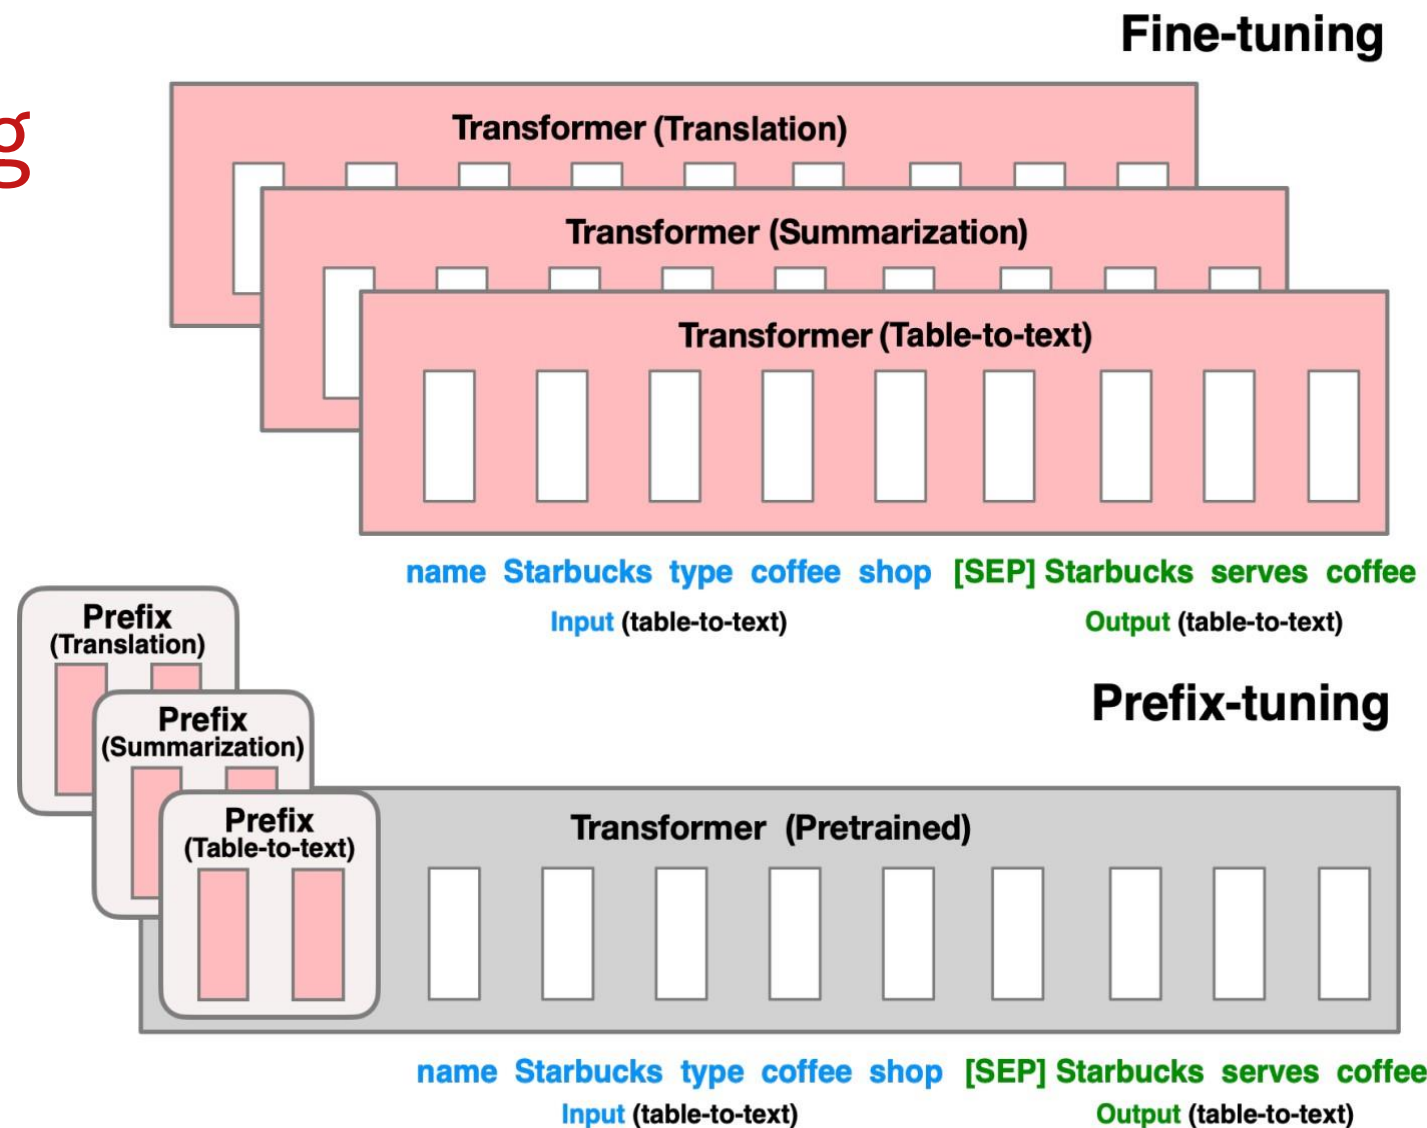 Fine-tuning
g
Transformer (Translation)
Transformer (Summarization)
Transformer (Table-to-text)
name Starbucks type coffee shop [SEP] Starbucks serves coffee
Input (table-to-text) Output (table-to-text)
Prefix
(Translation)
Prefix-tuning
Prefix
(Summarization)
Prefix
(Table-to-text)
Transformer (Pretrained)
name Starbucks type coffee shop [SEP] Starbucks serves coffee
Input (table-to-text) Output (table-to-text)